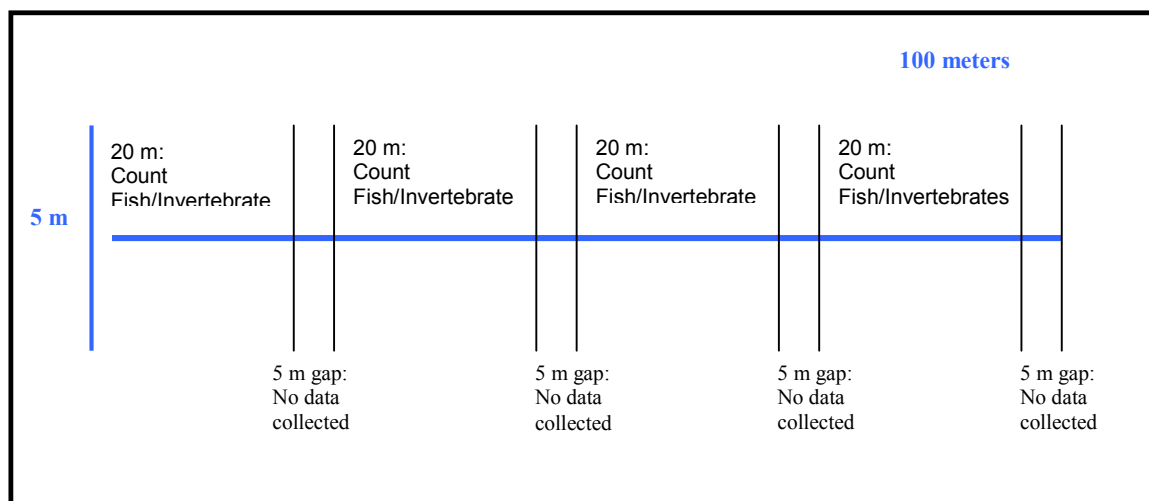 100 meters
20 m:
Count
Fish/Invertebrate
20 m:
Count
Fish/Invertebrate
20 m:
Count
Fish/Invertebrate
20 m:
Count
Fish/Invertebrates
5 m
5 m gap:
No data
collected
5 m gap:
No data
collected
5 m gap:
No data
collected
5 m gap:
No data
collected